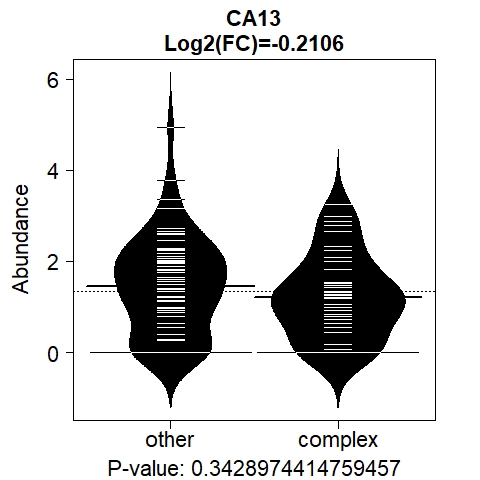 CA13
Log2(FC)=-0.2106
Abundance
6
4
2
0
other complex
P-value: 0.3428974414759457